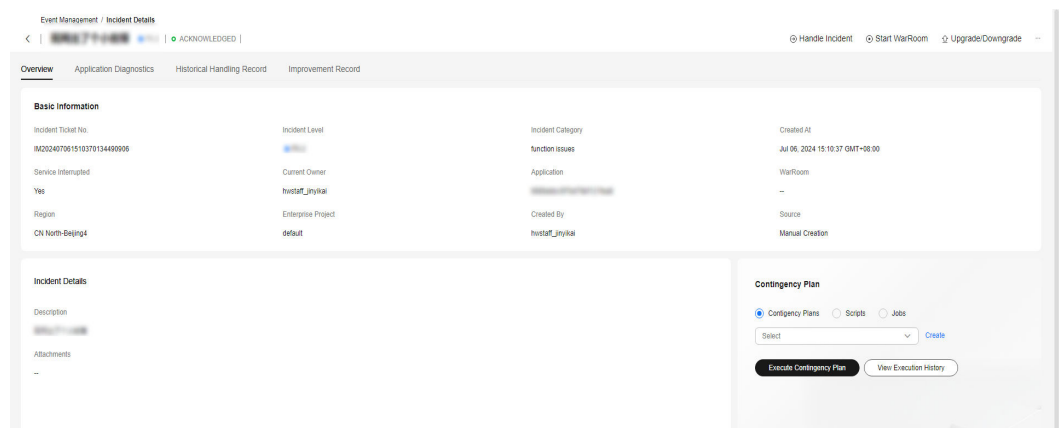 Event Management / Incident Details
ACKNOWLEDGED
Handle Incident Start WarRoom Upgrade/Downgrade
Overview Application Diagnostics Historical Handling Record Improvement Record
Basic Information
Incident Ticket No. Incident Level Incident Category Created At
IM202407061510370134490906 function issues Jul 06, 2024 15:10:37 GMT+08:00
Service Interrupted Current Owner Application WarRoom
Yes hwstaff_jinyikai --
Region Enterprise Project Created By Source
CN North-Beijing4 default hwstaff_jinyikai Manual Creation
Incident Details
Description
Attachments
--
Contingency Plan
Contigency Plans Scripts Jobs
Select Create
Execute Contingency Plan View Execution History